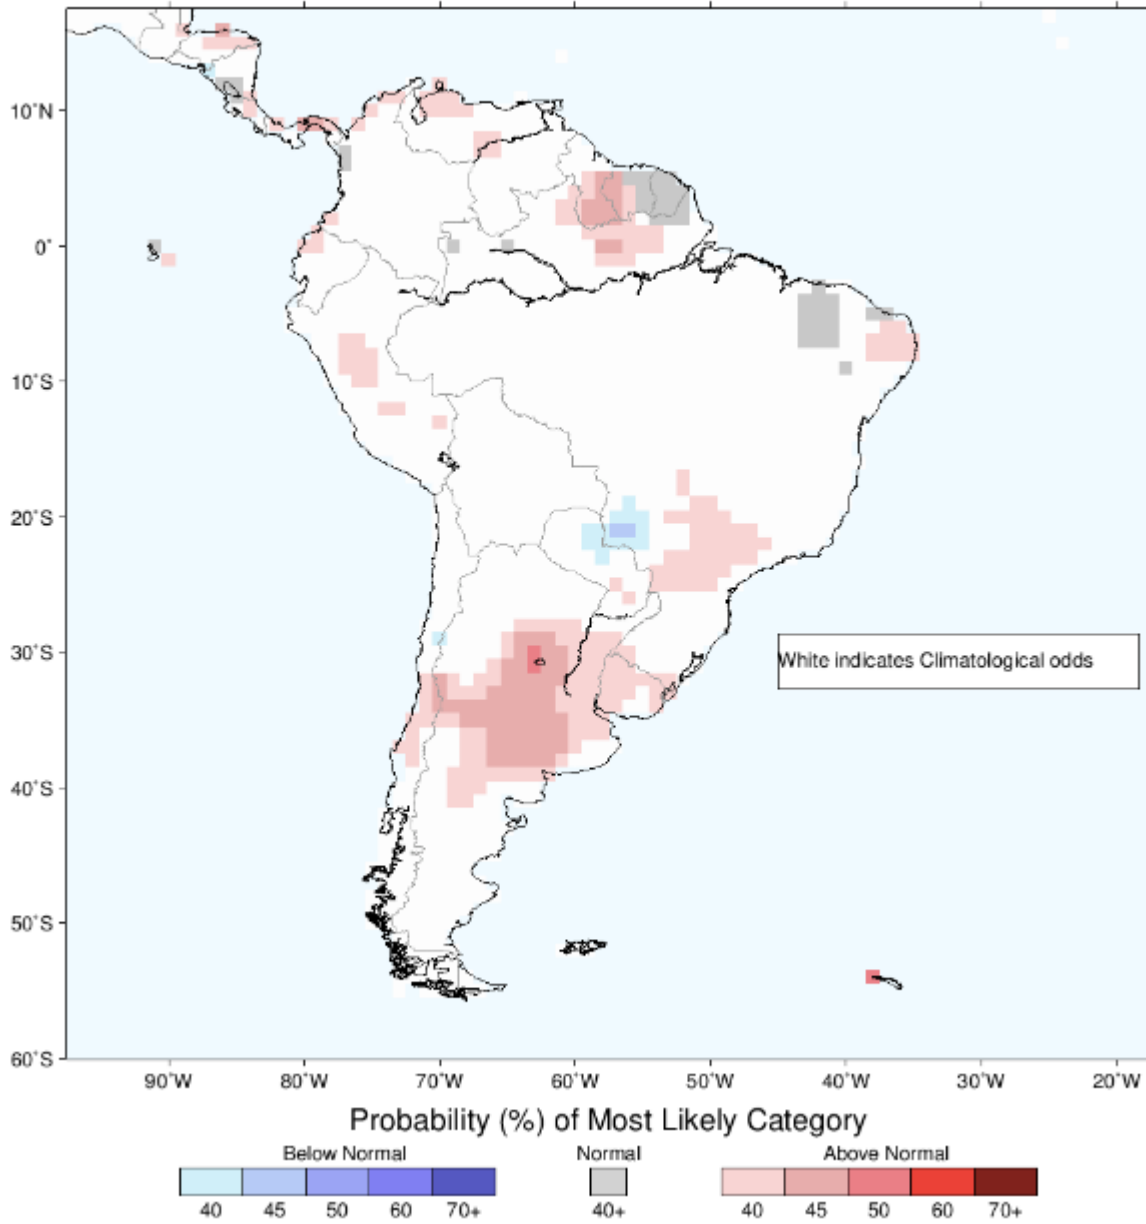 10˚N
0˚
10˚S
20˚S
30˚S
White indicates Climatological odds
40˚S
50˚S
60˚S
90˚W 80˚W 70˚W 60˚W 50˚W 40˚W 30˚W 20˚W
Probability (%) of Most Likely Category
Below Normal Normal Above Normal
40 45 50 60 70+ 40+ 40 45 50 60 70+